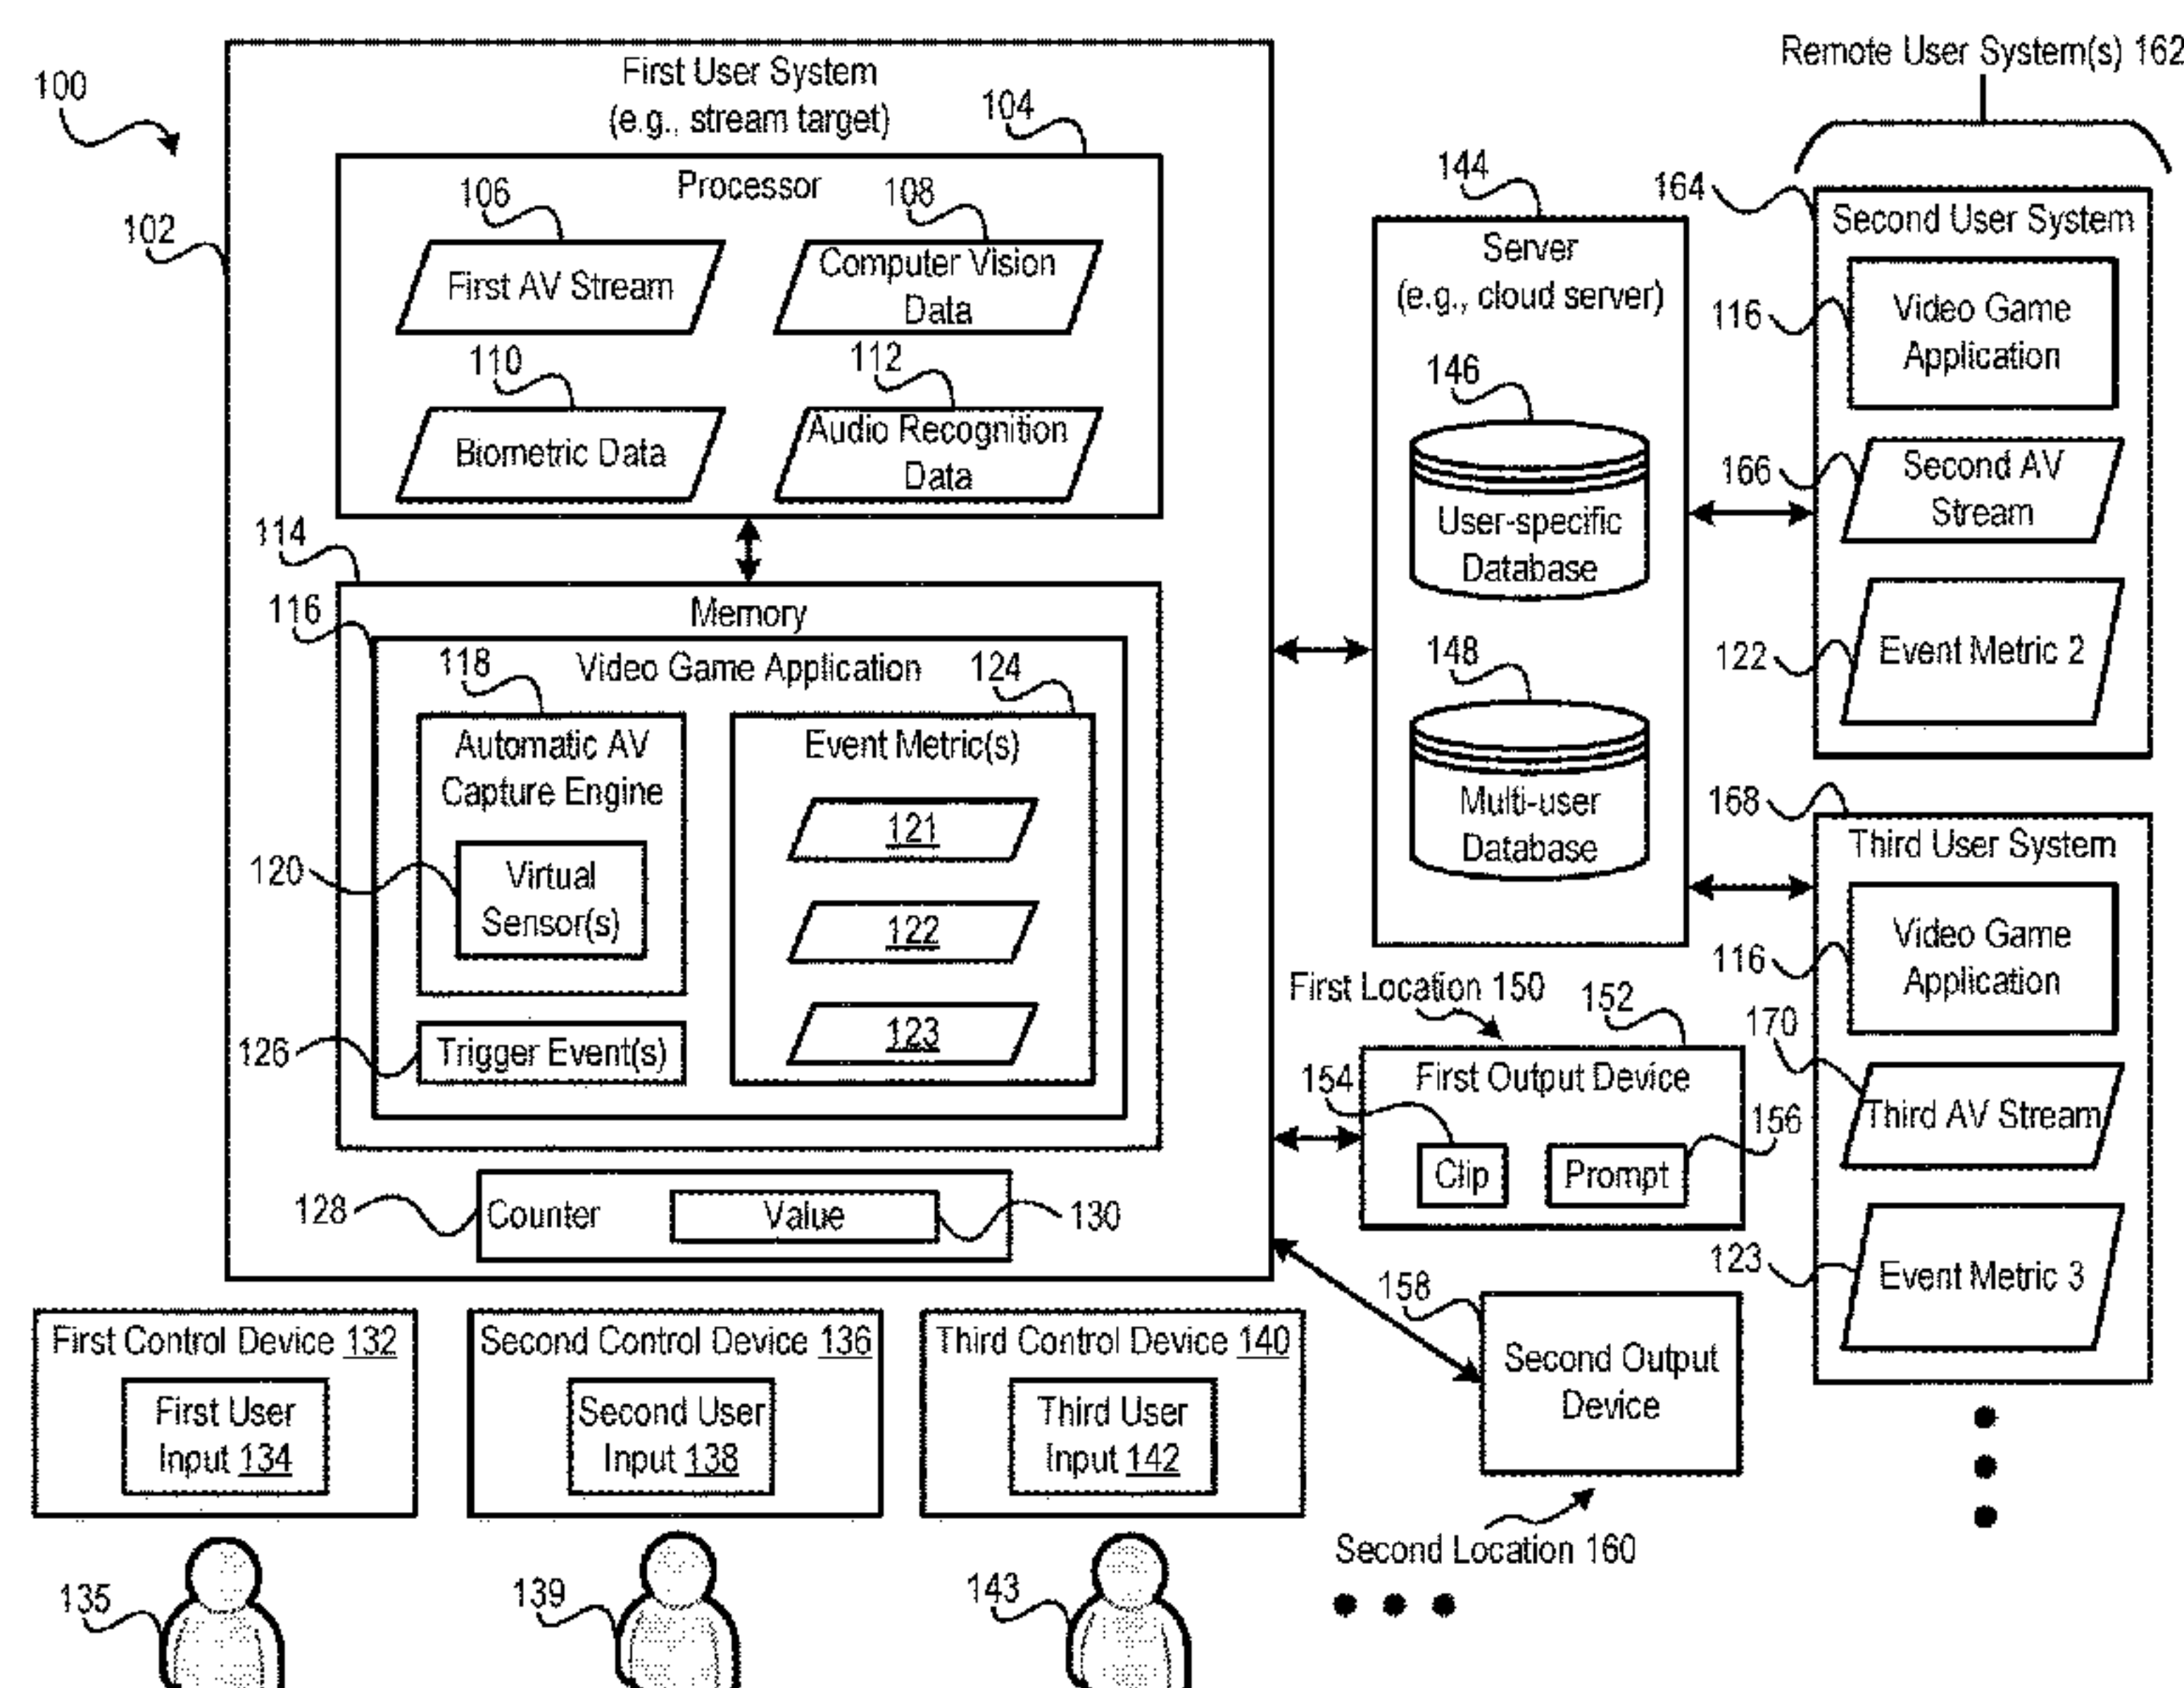 100
102
First User System
(e.g., stream target)
104
Processor
106
First AV Stream
108
Computer Vision
Data
110
Biometric Data
112
Audio Recognition
Data
114
Memory
116
Video Game Application
118
Automatic AV
Capture Engine
120
Virtual
Sensor(s)
124
Event Metric(s)
121
122
123
126
Trigger Event(s)
128
Counter
Value
130
First Control Device 132
First User
Input 134
135
Second Control Device 136
Second User
Input 138
139
Third Control Device 140
Third User
Input 142
143
144
Server
(e.g., cloud server)
146
User-specific
Database
148
Multi-user
Database
First Location 150
152
First Output Device
154
Clip
Prompt
156
158
Second Output
Device
Second Location 160
Remote User System(s) 162
164
Second User System
116
Video Game
Application
166
Second AV
Stream
122
Event Metric 2
168
Third User System
116
Video Game
Application
170
Third AV Stream
123
Event Metric 3